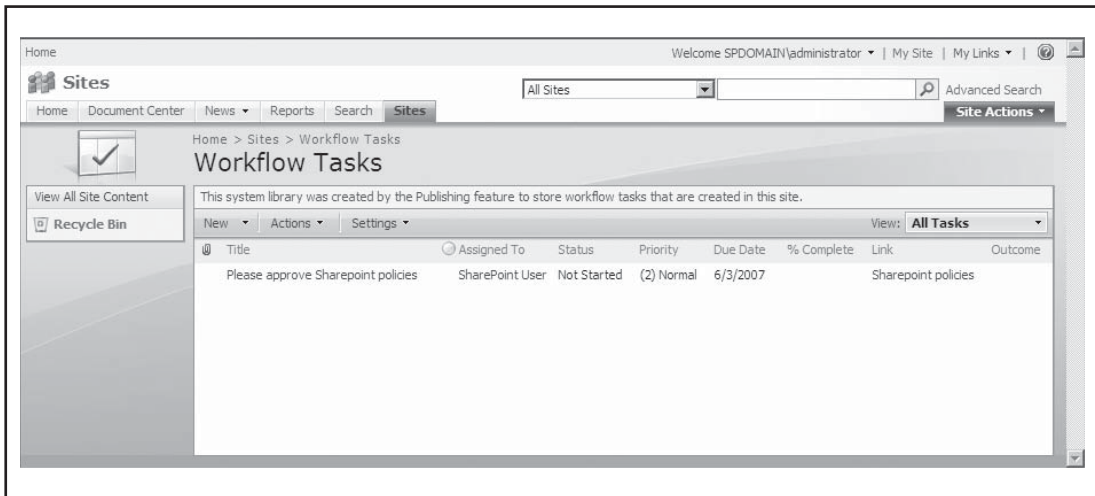 Home
Welcome SPDOMAIN\administrator | My Site | My Links |
Sites
All Sites
Advanced Search
Home Document Center News Reports Search Sites
Site Actions
Home > Sites > Workflow Tasks
Workflow Tasks
View All Site Content
Recycle Bin
This system library was created by the Publishing feature to store workflow tasks that are created in this site.
New Actions Settings View: All Tasks
Title Assigned To Status Priority Due Date % Complete Link Outcome
Please approve Sharepoint policies SharePoint User Not Started (2) Normal 6/3/2007 Sharepoint policies